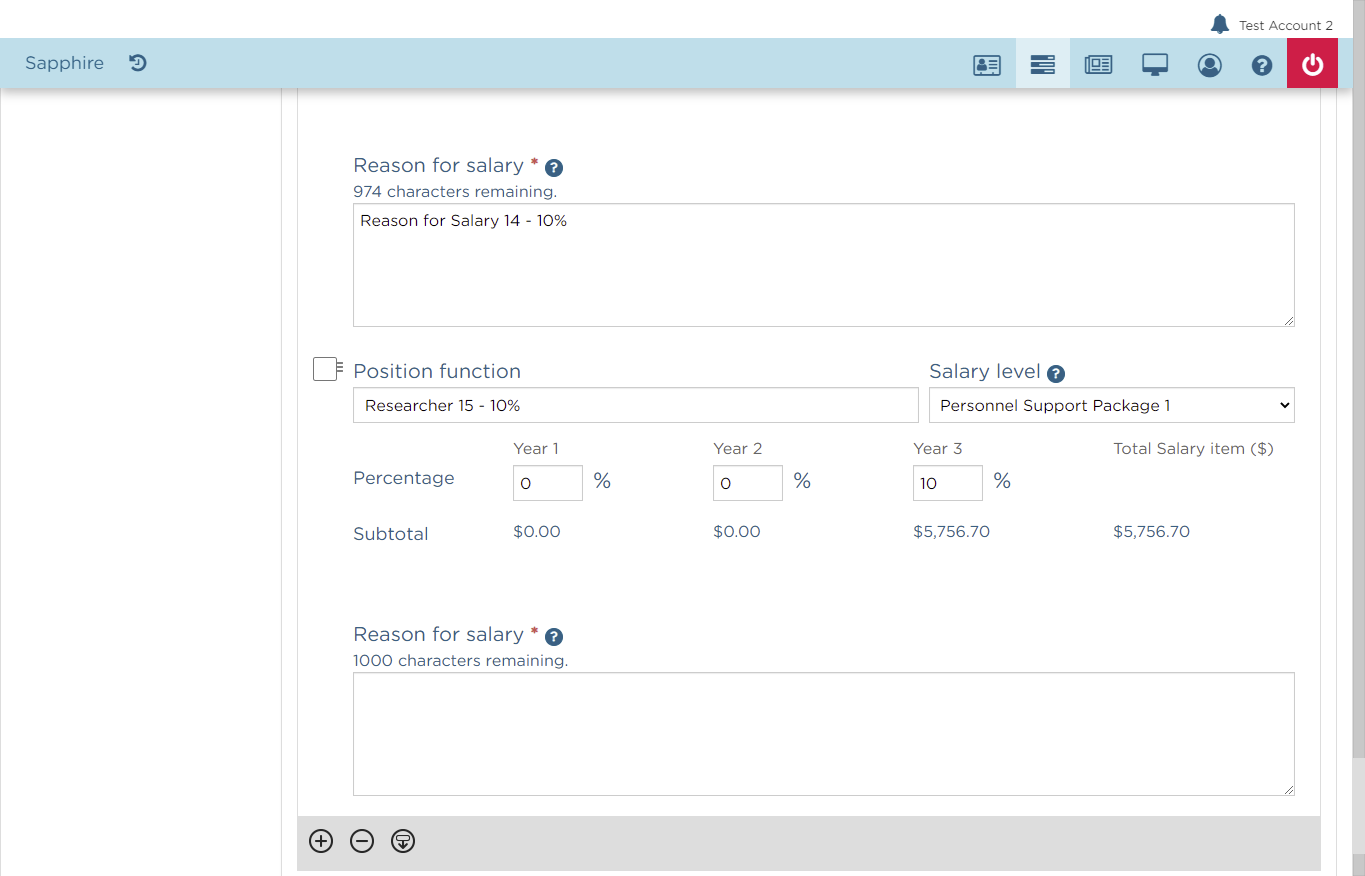 Test Account 2
Sapphire
Reason for salary * ?
974 characters remaining.
Reason for Salary 14 - 10%
Position function
Salary level ?
Researcher 15 - 10%
Personnel Support Package 1
Year 1 Year 2 Year 3 Total Salary item ($)
Percentage 0 % 0 % 10 %
Subtotal $0.00 $0.00 $5,756.70 $5,756.70
Reason for salary * ?
1000 characters remaining.